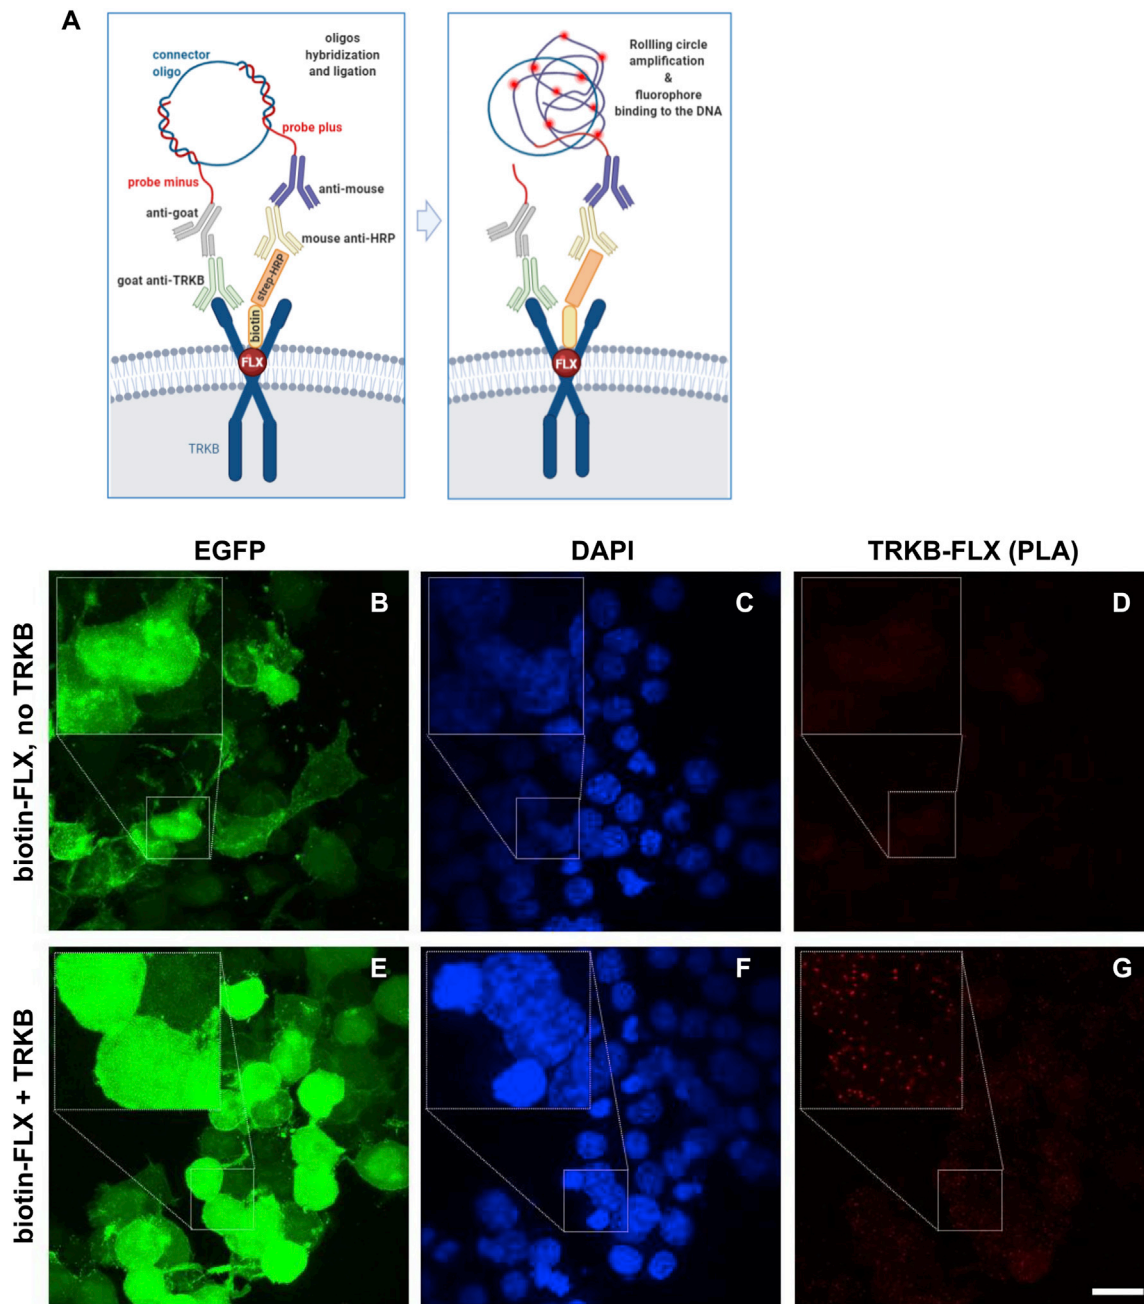 A
connector
oligo
oligos
hybridization
and ligation
probe plus
probe minus
anti-goat
anti-mouse
mouse anti-HRP
goat anti-TRKB
strep-HRP
biotin
FLX
TRKB
Rollling circle
amplification
&
fluorophore
binding to the DNA
FLX
EGFP
DAPI
TRKB-FLX (PLA)
biotin-FLX, no TRKB
B
C
D
biotin-FLX + TRKB
E
F
G